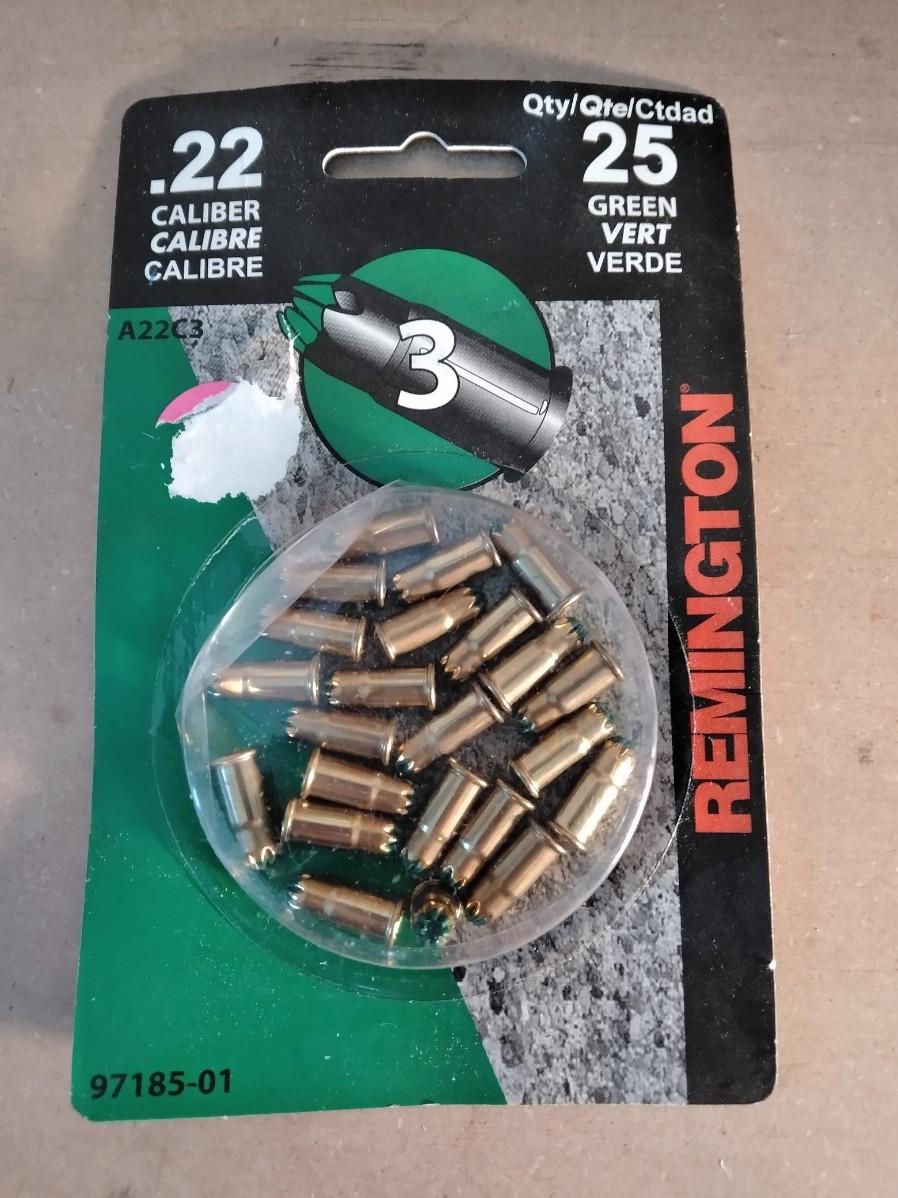 Qty/Qte/Ctdad
.22
25
CALIBER
GREEN
CALIBRE
VERT
CALIBRE
VERDE
A22C3
3
REMINGTON®
97185-01